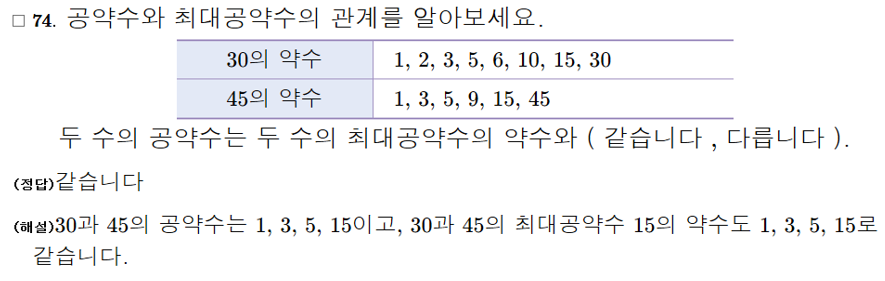 □ 74. 공약수와 최대공약수의 관계를 알아보세요.
30의 약수 1, 2, 3, 5, 6, 10, 15, 30
45의 약수 1, 3, 5, 9, 15, 45
두 수의 공약수는 두 수의 최대공약수의 약수와 ( 같습니다 , 다릅니다 ).
(정답)같습니다
(해설)30과 45의 공약수는 1, 3, 5, 15이고, 30과 45의 최대공약수 15의 약수도 1, 3, 5, 15로
같습니다.